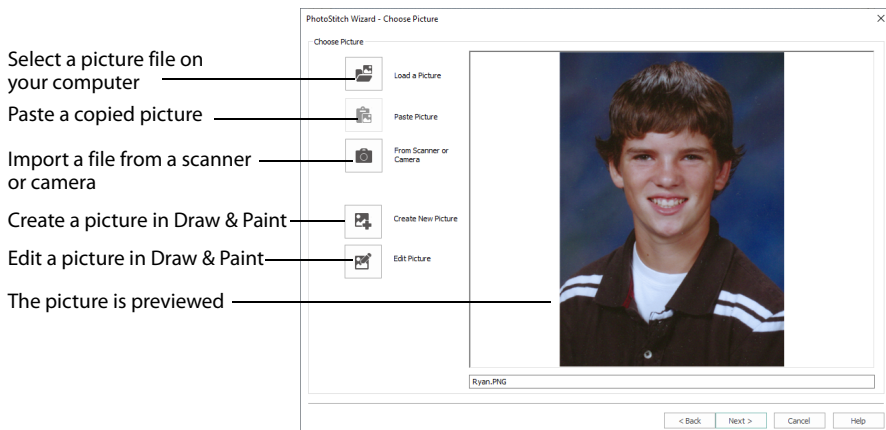 PhotoStitch Wizard - Choose Picture
Choose Picture
Select a picture file on
your computer
Load a Picture
Paste a copied picture
Paste Picture
Import a file from a scanner
or camera
From Scanner or
Camera
Create a picture in Draw & Paint
Create New Picture
Edit a picture in Draw & Paint
Edit Picture
The picture is previewed
Ryan.PNG
< Back
Next >
Cancel
Help